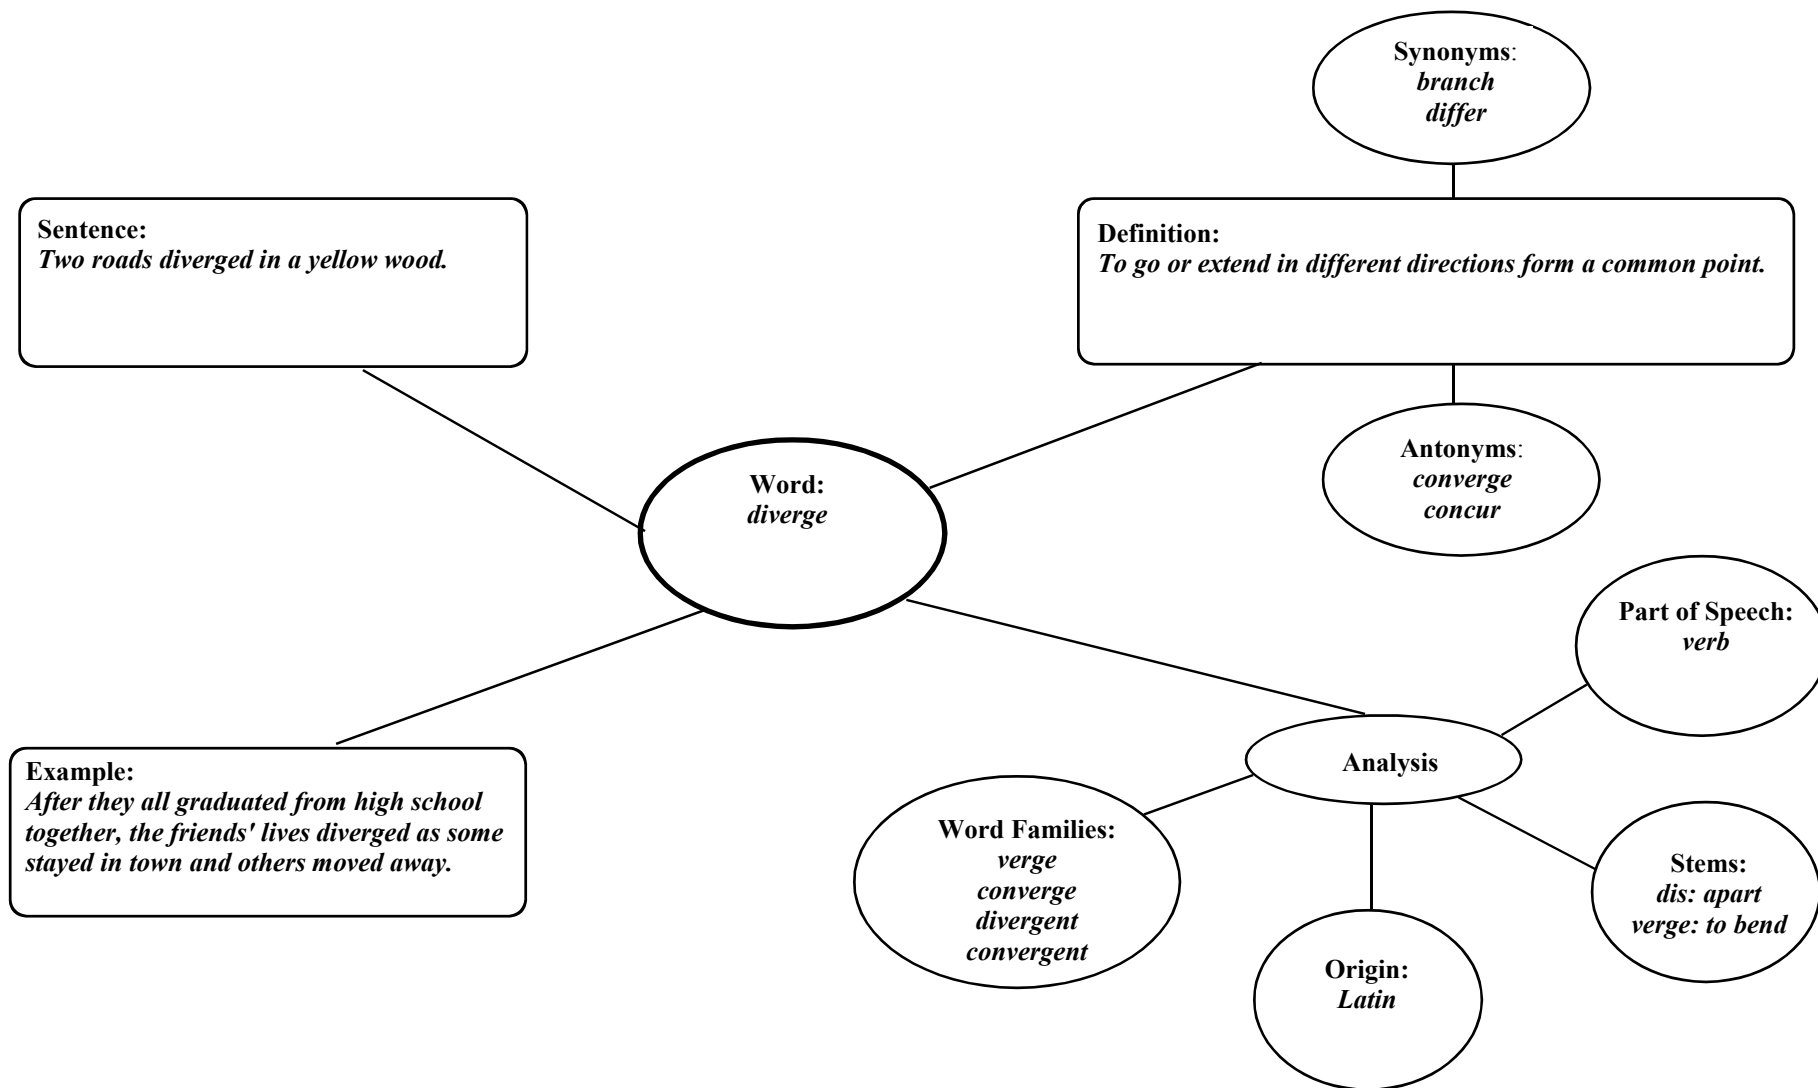 Synonyms:
branch
differ
Sentence:
Two roads diverged in a yellow wood.
Definition:
To go or extend in different directions form a common point.
Antonyms:
converge
concur
Word:
diverge
Part of Speech:
verb
Example:
After they all graduated from high school
together, the friends' lives diverged as some
stayed in town and others moved away.
Analysis
Word Families:
verge
converge
divergent
convergent
Stems:
dis: apart
verge: to bend
Origin:
Latin